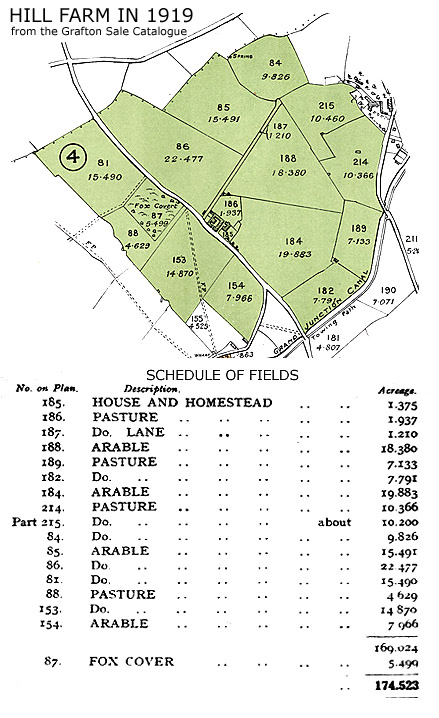 HILL FARM IN 1919
from the Grafton Sale Catalogue
SPRING
84
9.826
85
15.491
215
10.460
187
1.210
86
22.477
188
18.380
214
10.366
4
81
15.490
Fox Covert
87
5.499
186
1.937
88
4.629
189
7.133
211
184
19.883
153
14.870
154
7.966
182
7.791
190
7.071
F.P.
F.P.
155
4.525
GRAND JUNCTION CANAL
Towing Path
181
4.807
.863
SCHEDULE OF FIELDS
No. on Plan. Description. Acreage.
185. HOUSE AND HOMESTEAD .. .. 1.375
186. PASTURE .. .. .. .. .. 1.937
187. Do. LANE .. .. .. .. .. 1.210
188. ARABLE .. .. .. .. .. 18.380
189. PASTURE .. .. .. .. .. 7.133
182. Do. .. .. .. .. .. .. 7.791
184. ARABLE .. .. .. .. .. 19.883
214. PASTURE .. .. .. .. .. 10.366
Part 215. Do. .. .. .. .. about 10.200
84. Do. .. .. .. .. .. .. 9.826
85. ARABLE .. .. .. .. .. 15.491
86. Do. .. .. .. .. .. .. 22 477
81. Do. .. .. .. .. .. .. 15.490
88. PASTURE .. .. .. .. .. 4 629
153. Do. .. .. .. .. .. .. 14 870
154. ARABLE .. .. .. .. .. 7 966
169.024
87. FOX COVER .. .. .. .. 5.499
.. 174.523